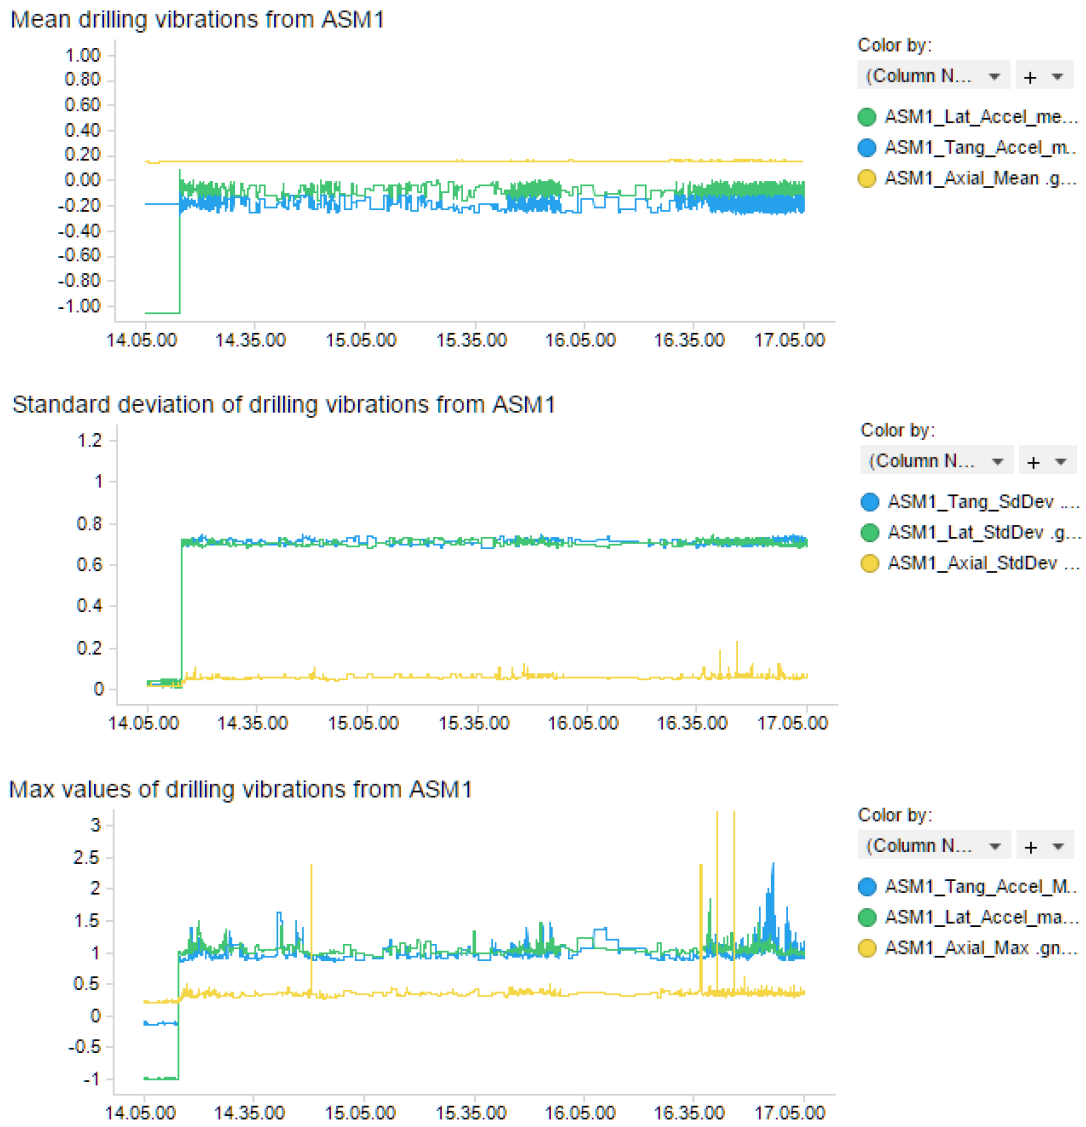 Mean drilling vibrations from ASM1
Color by:
(Column N... +
ASM1_Lat_Accel_me...
ASM1_Tang_Accel_m..
ASM1_Axial_Mean .g...
1.00
0.80
0.60
0.40
0.20
0.00
-0.20
-0.40
-0.60
-0.80
-1.00
14.05.00 14.35.00 15.05.00 15.35.00 16.05.00 16.35.00 17.05.00
Standard deviation of drilling vibrations from ASM1
Color by:
(Column N... +
ASM1_Tang_SdDev ....
ASM1_Lat_StdDev .g...
ASM1_Axial_StdDev ...
1.2
1
0.8
0.6
0.4
0.2
0
14.05.00 14.35.00 15.05.00 15.35.00 16.05.00 16.35.00 17.05.00
Max values of drilling vibrations from ASM1
Color by:
(Column N... +
ASM1_Tang_Accel_M..
ASM1_Lat_Accel_ma...
ASM1_Axial_Max .gn...
3
2.5
2
1.5
1
0.5
0
-0.5
-1
14.05.00 14.35.00 15.05.00 15.35.00 16.05.00 16.35.00 17.05.00